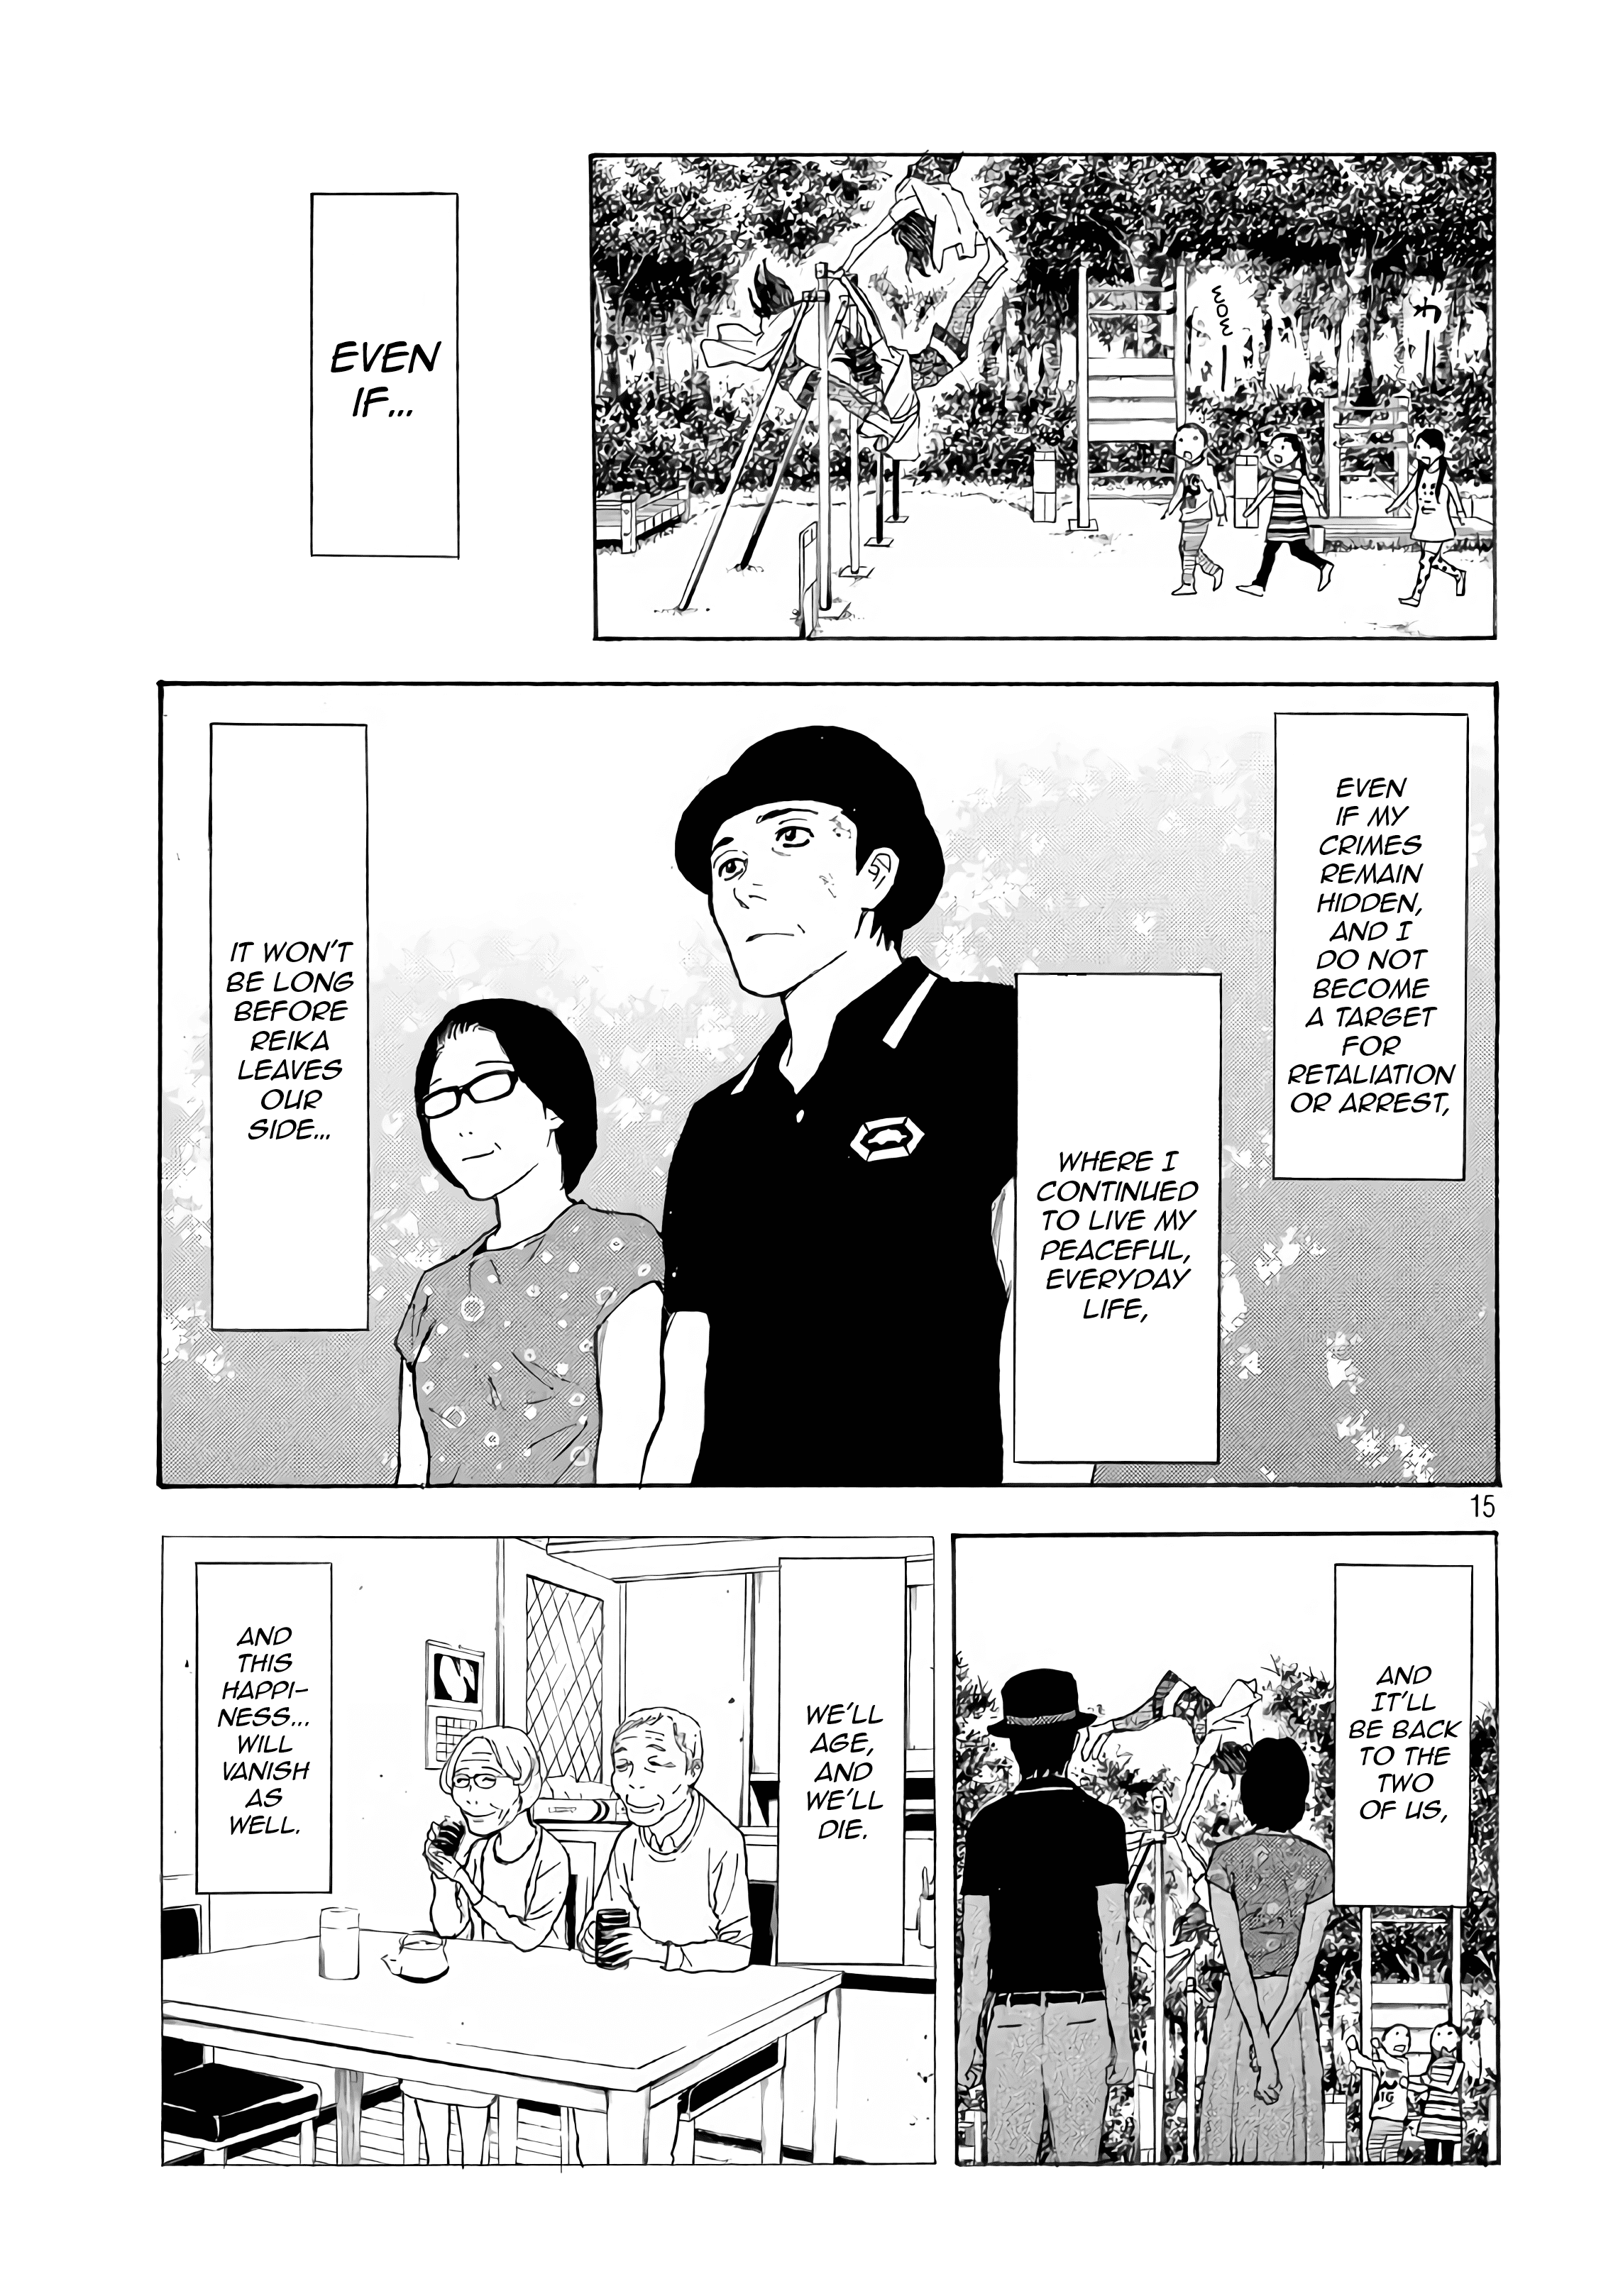 わ
WOW
EVEN
IF...
EVEN
IF MY
CRIMES
REMAIN
HIDDEN,
AND I
DO NOT
BECOME
A TARGET
FOR
RETALIATION
OR ARREST,
WHERE I
CONTINUED
TO LIVE MY
PEACEFUL,
EVERYDAY
LIFE,
IT WON'T
BE LONG
BEFORE
REIKA
LEAVES
OUR
SIDE...
15
AND
IT'LL
BE BACK
TO THE
TWO
OF US,
WE'LL
AGE,
AND
WE'LL
DIE.
AND
THIS
HAPPI-
NESS...
WILL
VANISH
AS
WELL.